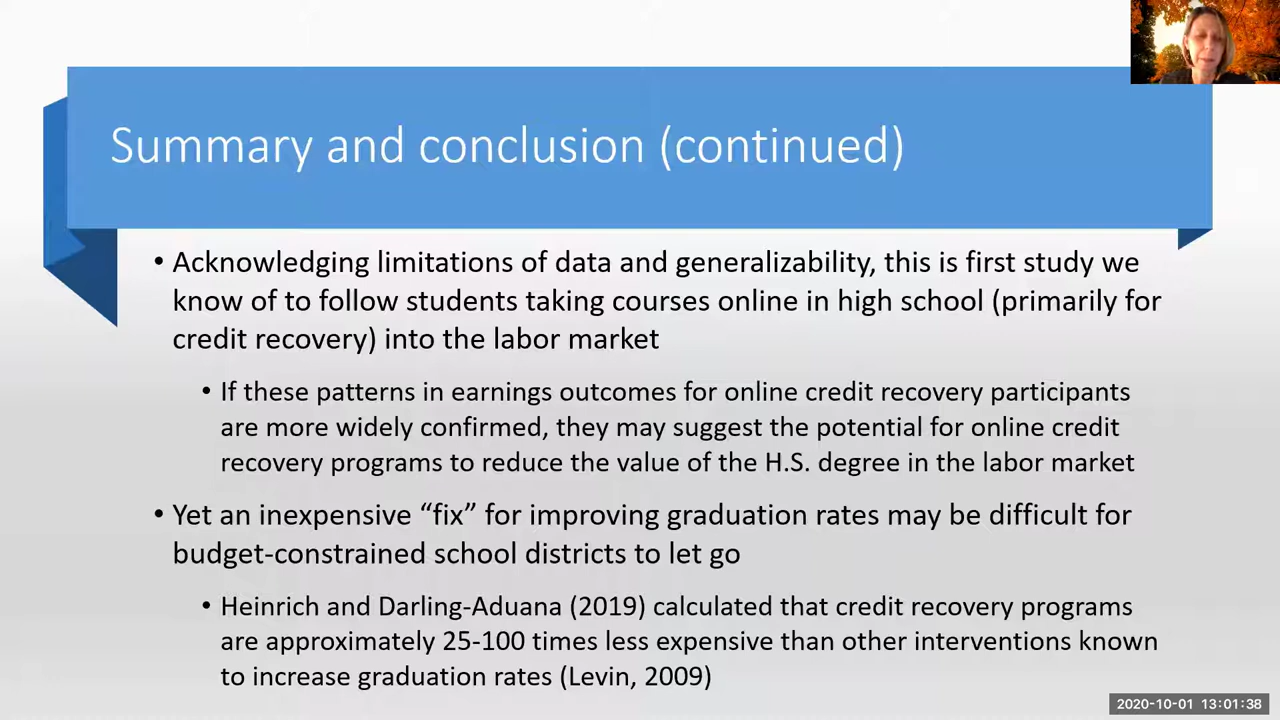 Summary and conclusion (continued)
• Acknowledging limitations of data and generalizability, this is first study we
know of to follow students taking courses online in high school (primarily for
credit recovery) into the labor market
• If these patterns in earnings outcomes for online credit recovery participants
are more widely confirmed, they may suggest the potential for online credit
recovery programs to reduce the value of the H.S. degree in the labor market
• Yet an inexpensive “fix” for improving graduation rates may be difficult for
budget-constrained school districts to let go
• Heinrich and Darling-Aduana (2019) calculated that credit recovery programs
are approximately 25-100 times less expensive than other interventions known
to increase graduation rates (Levin, 2009)
2020-10-01 13:01:38